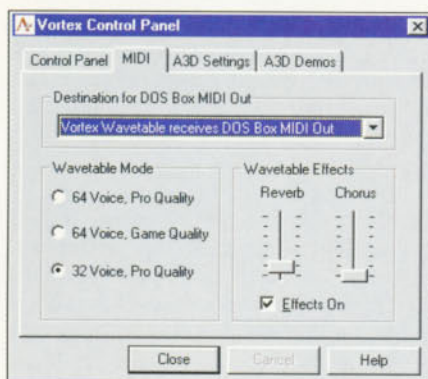 Vortex Control Panel
Control Panel MIDI A3D Settings A3D Demos
Destination for DOS Box MIDI Out
Vortex Wavetable receives DOS Box MIDI Out
Wavetable Mode
64 Voice, Pro Quality
64 Voice, Game Quality
32 Voice, Pro Quality
Wavetable Effects
Reverb Chorus
Effects On
Close Cancel Help